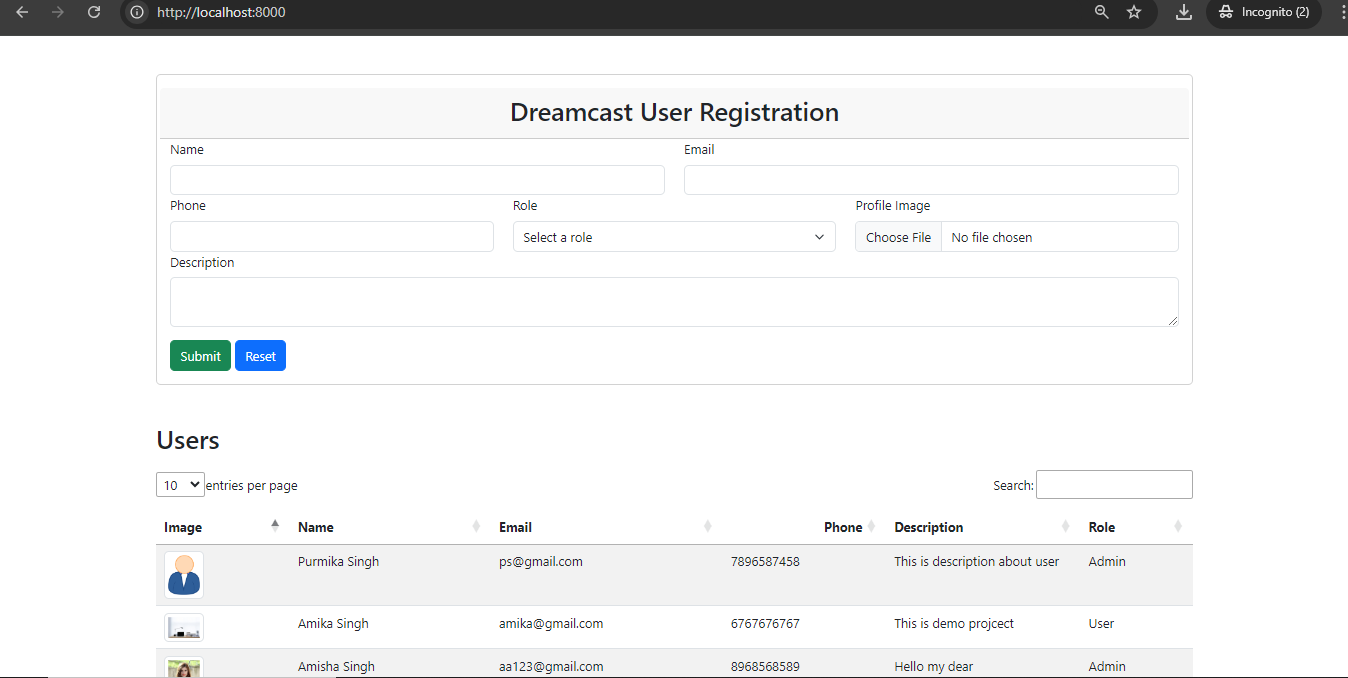 http://localhost:8000 Incognito (2)
Dreamcast User Registration
Name Email
Phone Role Profile Image
Select a role Choose File No file chosen
Description
Submit Reset
Users
10 entries per page Search:
Image Name Email Phone Description Role
Purmika Singh ps@gmail.com 7896587458 This is description about user Admin
Amika Singh amika@gmail.com 6767676767 This is demo projcect User
Amisha Singh aa123@gmail.com 8968568589 Hello my dear Admin